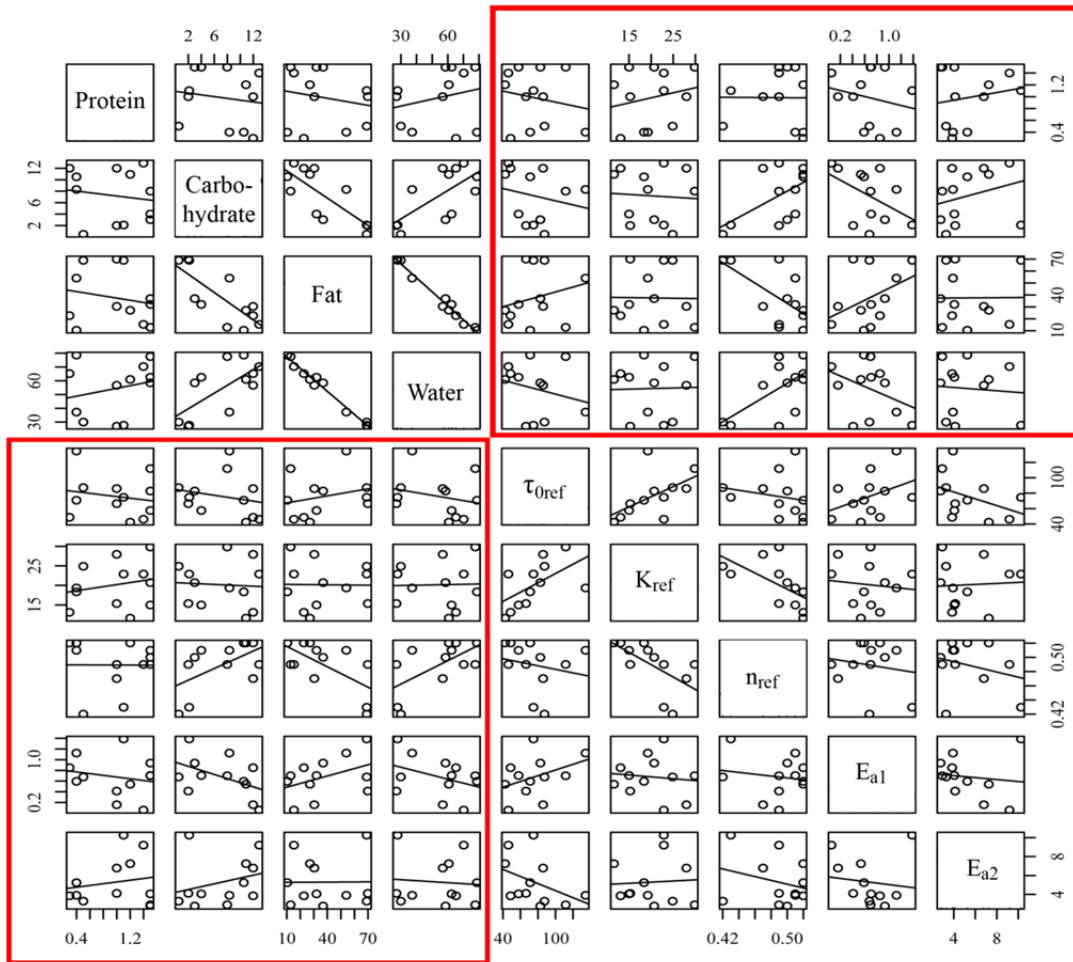 2 6 12 30 60 15 25 0.2 1.0
Protein 0.4 1.2
2 6 12 Carbo-
hydrate
Fat 10 40 70
30 60 Water
τ0ref 40 100
15 25 Kref
nref 0.42 0.50
0.2 1.0 Ea1
Ea2 4 8
0.4 1.2 10 40 70 40 100 0.42 0.50 4 8